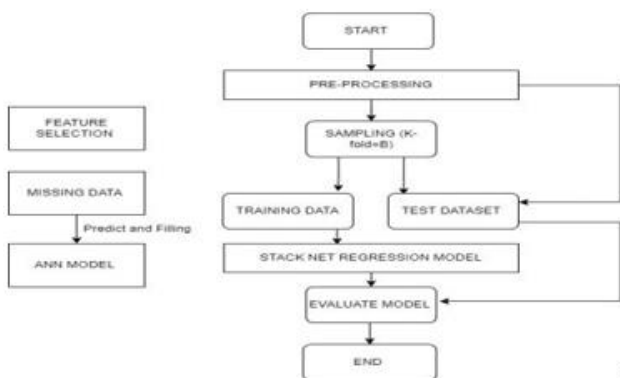 START
PRE-PROCESSING
SAMPLING (K-
fold=B)
TRAINING DATA
TEST DATASET
STACK NET REGRESSION MODEL
EVALUATE MODEL
END
FEATURE
SELECTION
MISSING DATA
Predict and Filling
ANN MODEL